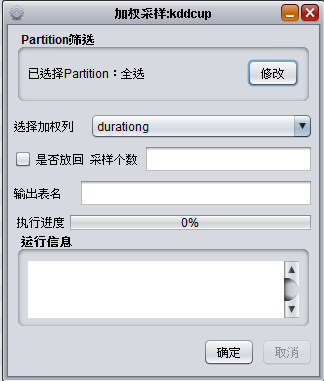 加权采样:kddcup
Partition筛选
已选择Partition：全选 修改
选择加权列 durationg
是否放回 采样个数
输出表名
执行进度 0%
运行信息
确定 取消